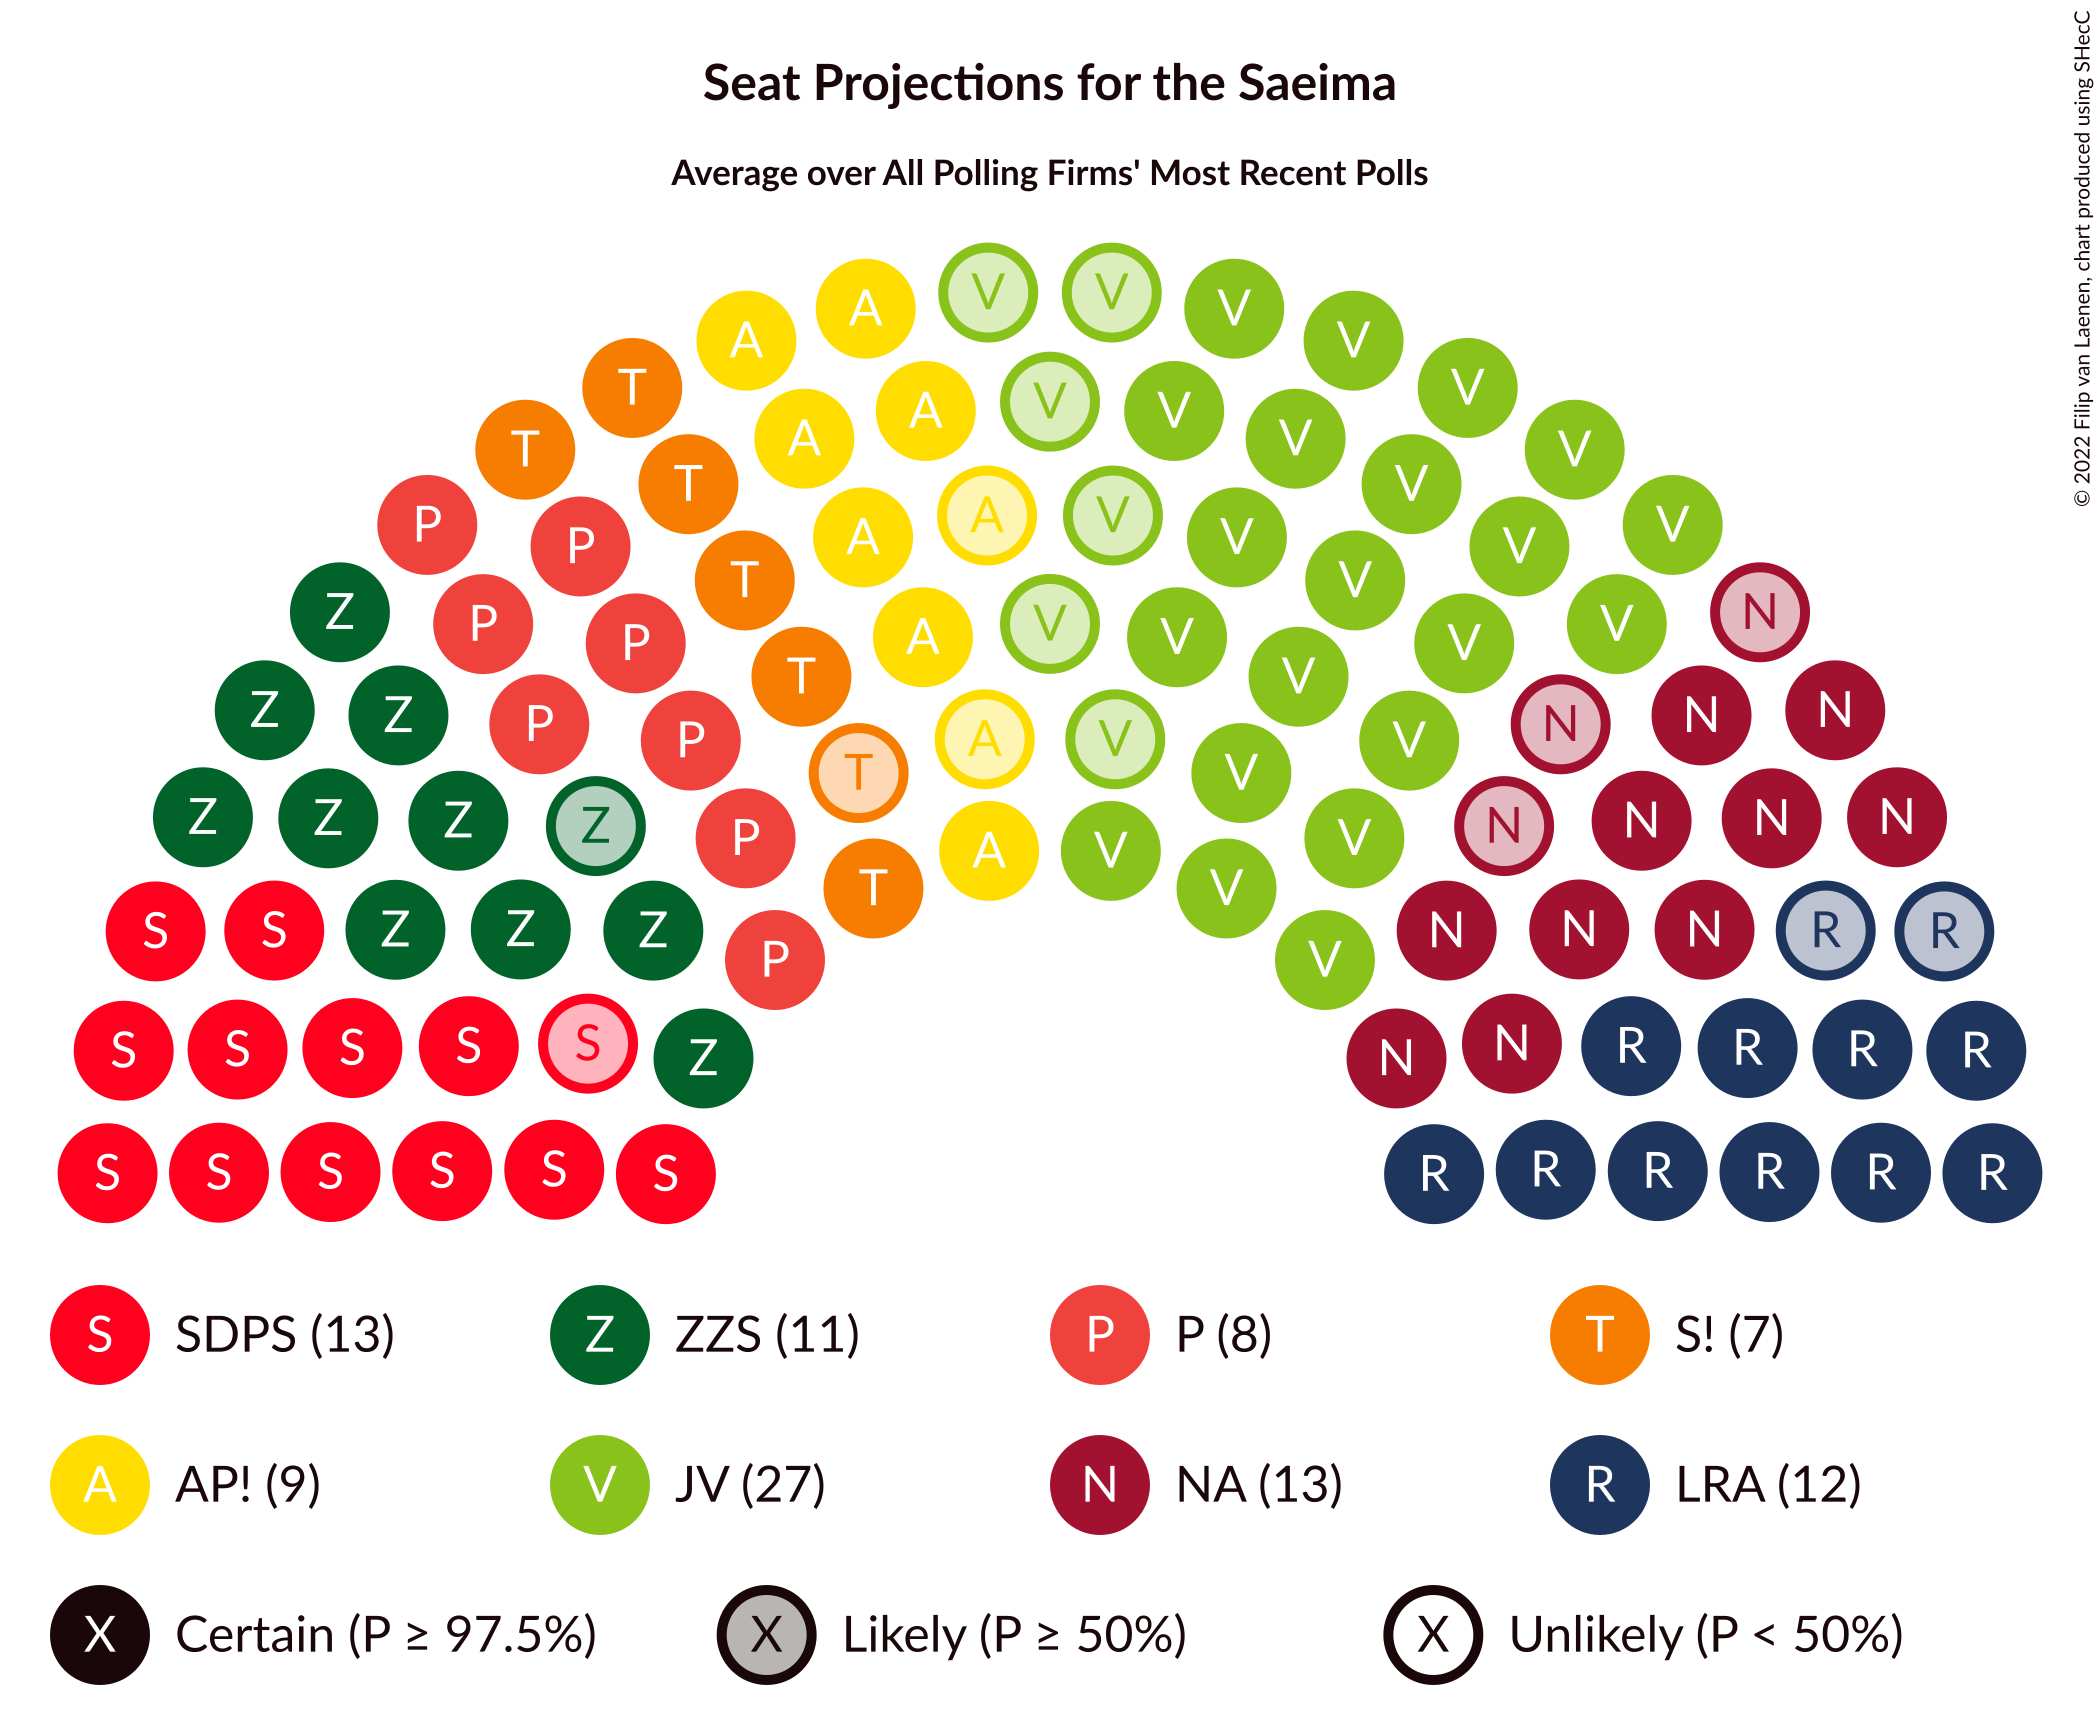 Seat Projections for the Saeima
Average over All Polling Firms' Most Recent Polls
© 2022 Filip van Laenen, chart produced using SHecC
V V
A V
A V
T V
V
A V
A V
T V
T V
A V
P V
P V
T V
A V
Z N
P V
P V
T V
A V
V
Z N
Z N
P N
P V
T V
A V
Z N
Z N
Z N
Z N
P V
T V
A V
S R
S R
Z N
Z N
Z N
P V
S S S S S Z N N R R R R
S S S S S S R R R R R R
S SDPS (13) Z ZZS (11) P P (8) T S! (7)
A AP! (9) V JV (27) N NA (13) R LRA (12)
X Certain (P ≥ 97.5%) X Likely (P ≥ 50%) X Unlikely (P < 50%)